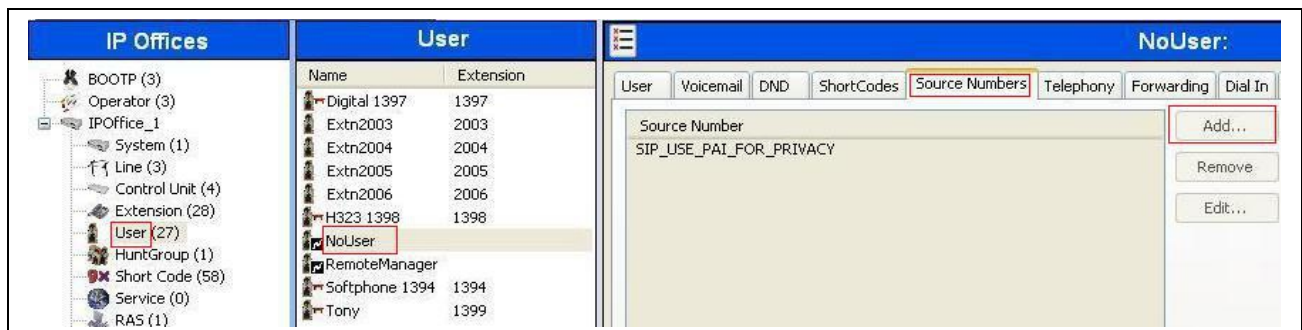 IP Offices
BOOTP (3)
Operator (3)
IPOffice_1
System (1)
Line (3)
Control Unit (4)
Extension (28)
User (27)
HuntGroup (1)
Short Code (58)
Service (0)
RAS (1)
User
Name Extension
Digital 1397 1397
Extn2003 2003
Extn2004 2004
Extn2005 2005
Extn2006 2006
H323 1398 1398
NoUser
RemoteManager
Softphone 1394 1394
Tony 1399
NoUser:
User Voicemail DND ShortCodes Source Numbers Telephony Forwarding Dial In
Source Number
SIP_USE_PAI_FOR_PRIVACY
Add...
Remove
Edit...